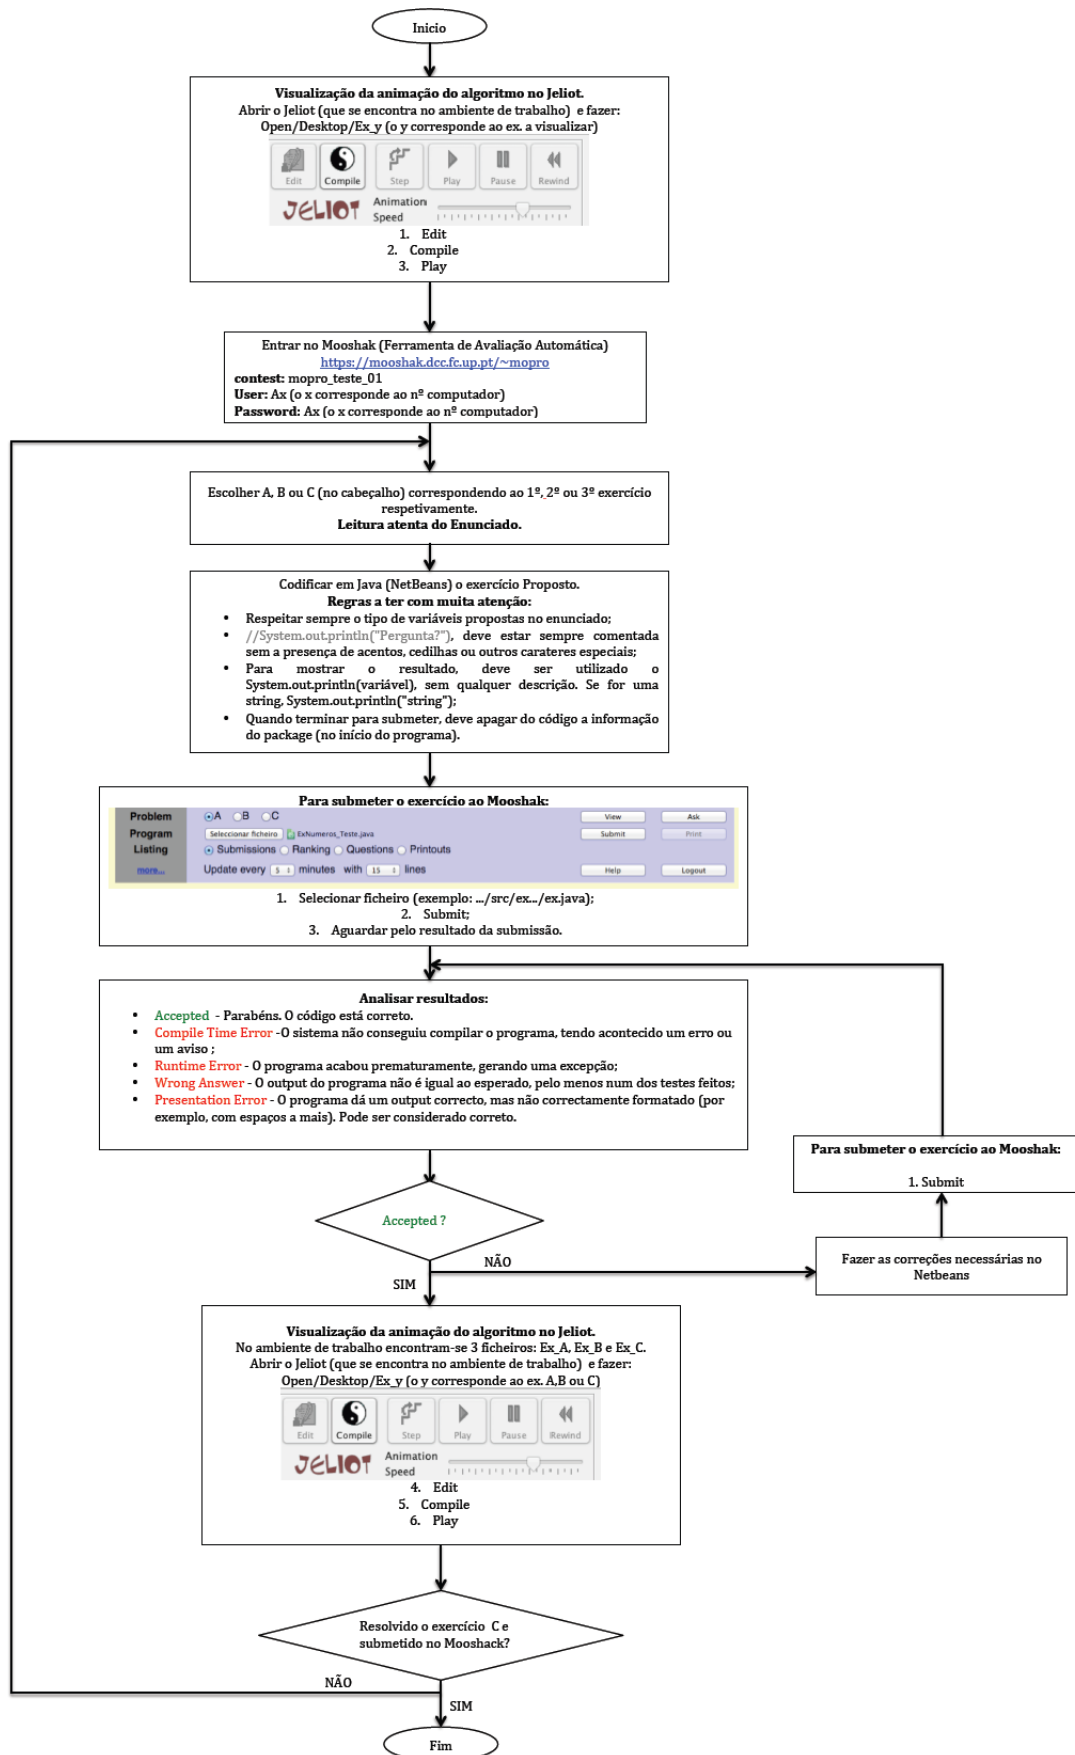 Inicio
Visualização da animação do algoritmo no Jeliot.
Abrir o Jeliot (que se encontra no ambiente de trabalho) e fazer:
Open/Desktop/Ex_y (o y corresponde ao ex. a visualizar)
Edit Compile Step Play Pause Rewind
JELIOT Animation Speed
1. Edit
2. Compile
3. Play
Entrar no Mooshak (Ferramenta de Avaliação Automática)
https://mooshak.dcc.fc.up.pt/~mopro
contest: mopro_teste_01
User: Ax (o x corresponde ao nº computador)
Password: Ax (o x corresponde ao nº computador)
Escolher A, B ou C (no cabeçalho) correspondendo ao 1º, 2º ou 3º exercício
respetivamente.
Leitura atenta do Enunciado.
Codificar em Java (NetBeans) o exercício Proposto.
Regras a ter com muita atenção:
• Respeitar sempre o tipo de variáveis propostas no enunciado;
• //System.out.println("Pergunta?"), deve estar sempre comentada
sem a presença de acentos, cedilhas ou outros carateres especiais;
• Para mostrar o resultado, deve ser utilizado o
System.out.println(variável), sem qualquer descrição. Se for uma
string, System.out.println("string");
• Quando terminar para submeter, deve apagar do código a informação
do package (no início do programa).
Para submeter o exercício ao Mooshak:
Problem A B C View Ask
Program Seleccionar ficheiro ExNumeros_Teste.java Submit Print
Listing Submissions Ranking Questions Printouts
more... Update every 5 minutes with 15 lines Help Logout
1. Selecionar ficheiro (exemplo: .../src/ex.../ex.java);
2. Submit;
3. Aguardar pelo resultado da submissão.
Analisar resultados:
• Accepted - Parabéns. O código está correto.
• Compile Time Error -O sistema não conseguiu compilar o programa, tendo acontecido um erro ou
um aviso ;
• Runtime Error - O programa acabou prematuramente, gerando uma excepção;
• Wrong Answer - O output do programa não é igual ao esperado, pelo menos num dos testes feitos;
• Presentation Error - O programa dá um output correcto, mas não correctamente formatado (por
exemplo, com espaços a mais). Pode ser considerado correto.
Para submeter o exercício ao Mooshak:
1. Submit
Accepted ?
NÃO
Fazer as correções necessárias no
Netbeans
SIM
Visualização da animação do algoritmo no Jeliot.
No ambiente de trabalho encontram-se 3 ficheiros: Ex_A, Ex_B e Ex_C.
Abrir o Jeliot (que se encontra no ambiente de trabalho) e fazer:
Open/Desktop/Ex_y (o y corresponde ao ex. A,B ou C)
Edit Compile Step Play Pause Rewind
JELIOT Animation Speed
4. Edit
5. Compile
6. Play
Resolvido o exercício C e
submetido no Mooshack?
NÃO
SIM
Fim